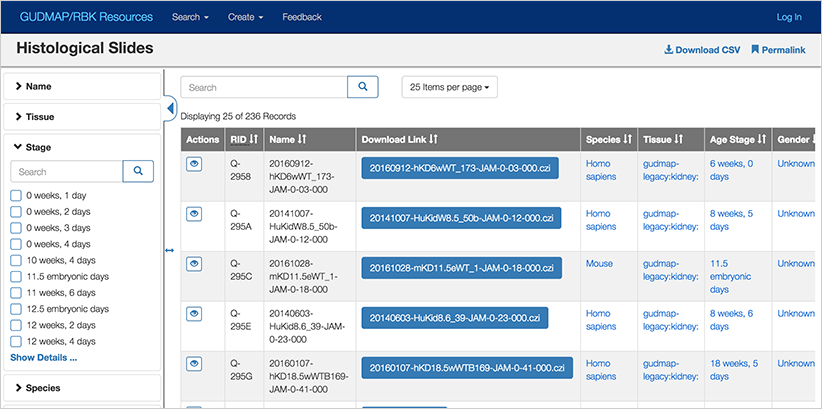 GUDMAP/RBK Resources Search Create Feedback Log In
Histological Slides Download CSV Permalink
Name
Tissue
Stage
Search
0 weeks, 1 day
0 weeks, 2 days
0 weeks, 3 days
0 weeks, 4 days
10 weeks, 4 days
11.5 embryonic days
11 weeks, 6 days
12.5 embryonic days
12 weeks, 2 days
12 weeks, 4 days
Show Details ...
Species
Search 25 Items per page
Displaying 25 of 236 Records
Actions RID Name Download Link Species Tissue Age Stage Gender
Q- 20160912- 20160912-hKD6wWT_173-JAM-0-03-000.czi Homo gudmap- 6 weeks, 0 Unknown
2958 hKD6wWT_173- sapiens legacy:kidney: days
JAM-0-03-000
Q- 20141007- 20141007-HuKidW8.5_50b-JAM-0-12-000.czi Homo gudmap- 8 weeks, 5 Unknown
295A HuKidW8.5_50b- sapiens legacy:kidney: days
JAM-0-12-000
Q- 20161028- 20161028-mKD11.5eWT_1-JAM-0-18-000.czi Mouse gudmap- 11.5 Unknown
295C mKD11.5eWT_1- legacy:kidney: embryonic
JAM-0-18-000 days
Q- 20140603- 20140603-HuKid8.6_39-JAM-0-23-000.czi Homo gudmap- 8 weeks, 6 Unknown
295E HuKid8.6_39-JAM- sapiens legacy:kidney: days
0-23-000
Q- 20160107- 20160107-hKD18.5wWTB169-JAM-0-41-000.czi Homo gudmap- 18 weeks, 5 Unknown
295G hKD18.5wWTB169- sapiens legacy:kidney: days
JAM-0-41-000